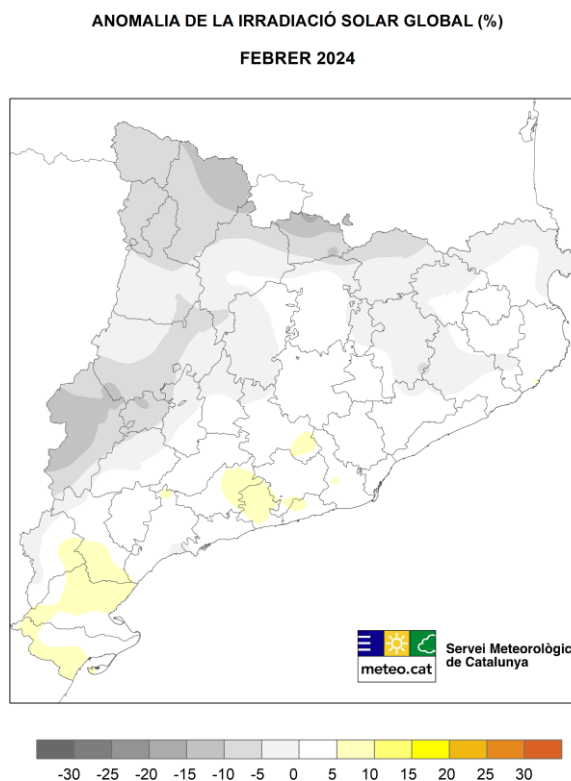 ANOMALIA DE LA IRRADIACIÓ SOLAR GLOBAL (%)
FEBRER 2024
meteo.cat
Servei Meteorològic
de Catalunya
-30 -25 -20 -15 -10 -5 0 5 10 15 20 25 30